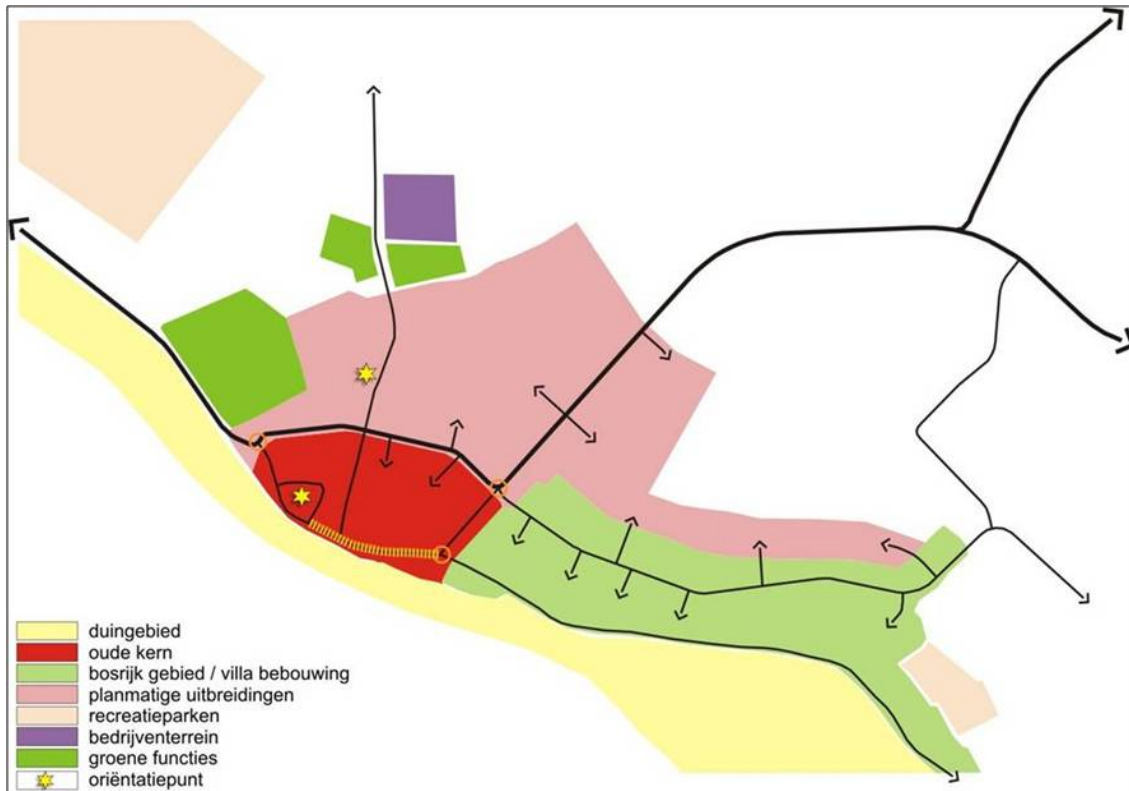 duingebied
oude kern
bosrijk gebied / villa bebouwing
planmatige uitbreidingen
recreatieparken
bedrijventerrein
groene functies
oriëntatiepunt